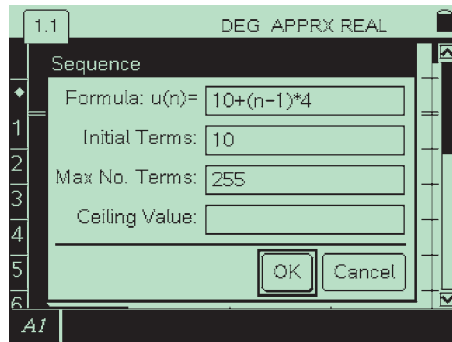 1.1 DEG APPRX REAL
Sequence
Formula: u(n)= 10+(n-1)*4
1
Initial Terms: 10
2
Max No. Terms: 255
3
Ceiling Value:
4
5
OK Cancel
6
A1